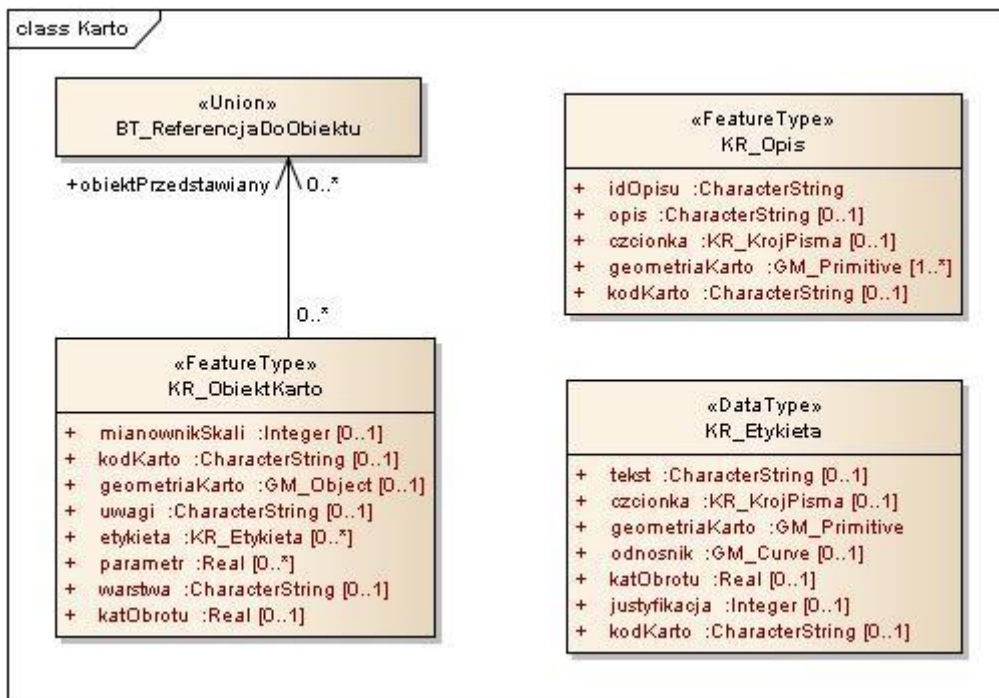 class Karto
«Union»
BT_ReferencjaDoObiektu
+obiektPrzedstawiany
0..*
0..*
«FeatureType»
KR_ObiektKarto
+ mianownikSkali :Integer [0..1]
+ kodKarto :CharacterString [0..1]
+ geometriaKarto :GM_Object [0..1]
+ uwagi :CharacterString [0..1]
+ etykieta :KR_Etykieta [0..*]
+ parametr :Real [0..*]
+ warstwa :CharacterString [0..1]
+ katObrotu :Real [0..1]
«FeatureType»
KR_Opis
+ idOpisu :CharacterString
+ opis :CharacterString [0..1]
+ czcionka :KR_KrojPisma [0..1]
+ geometriaKarto :GM_Primitive [1..*]
+ kodKarto :CharacterString [0..1]
«DataType»
KR_Etykieta
+ tekst :CharacterString [0..1]
+ czcionka :KR_KrojPisma [0..1]
+ geometriaKarto :GM_Primitive
+ odnosnik :GM_Curve [0..1]
+ katObrotu :Real [0..1]
+ justyfikacja :Integer [0..1]
+ kodKarto :CharacterString [0..1]